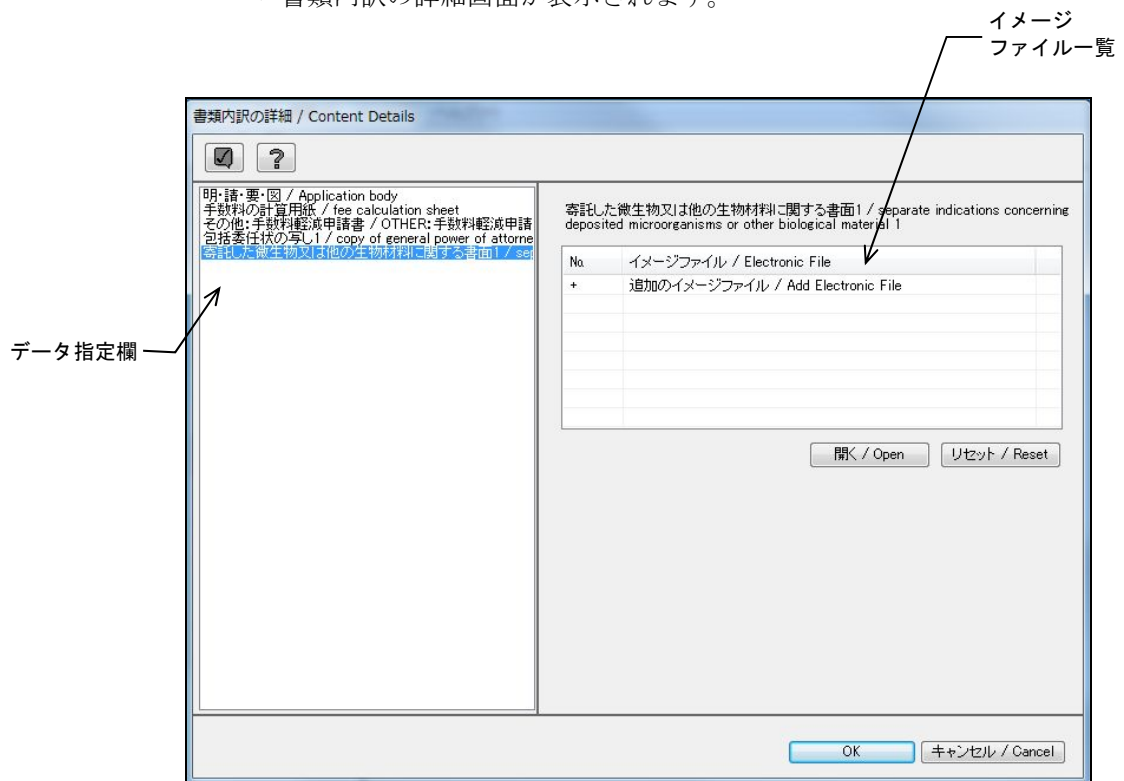 書類内訳の詳細画面が表示されます。
イメージ
ファイル一覧
書類内訳の詳細 / Content Details
明・請・要・図 / Application body
手数料の計算用紙 / fee calculation sheet
その他:手数料軽減申請書 / OTHER:手数料軽減申請
包括委任状の写し1 / copy of general power of attorne
寄託した微生物又は他の生物材料に関する書面1 / sep
寄託した微生物又は他の生物材料に関する書面1 / separate indications concerning
deposited microorganisms or other biological material 1
No. イメージファイル / Electronic File
+ 追加のイメージファイル / Add Electronic File
データ指定欄
開く / Open リセット / Reset
OK キャンセル / Cancel